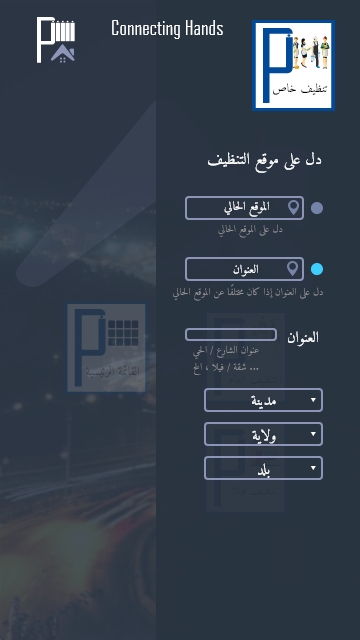 Connecting Hands
تنظيف خاص
دل على موقع التنظيف
الموقع الحالي
دل على الموقع الحالي
العنوان
دل على العنوان إذا كان مختلفًا عن الموقع الحالي
العنوان
عنوان الشارع / الحي
شقة / فيلا ، الخ ...
مدينة
ولاية
بلد